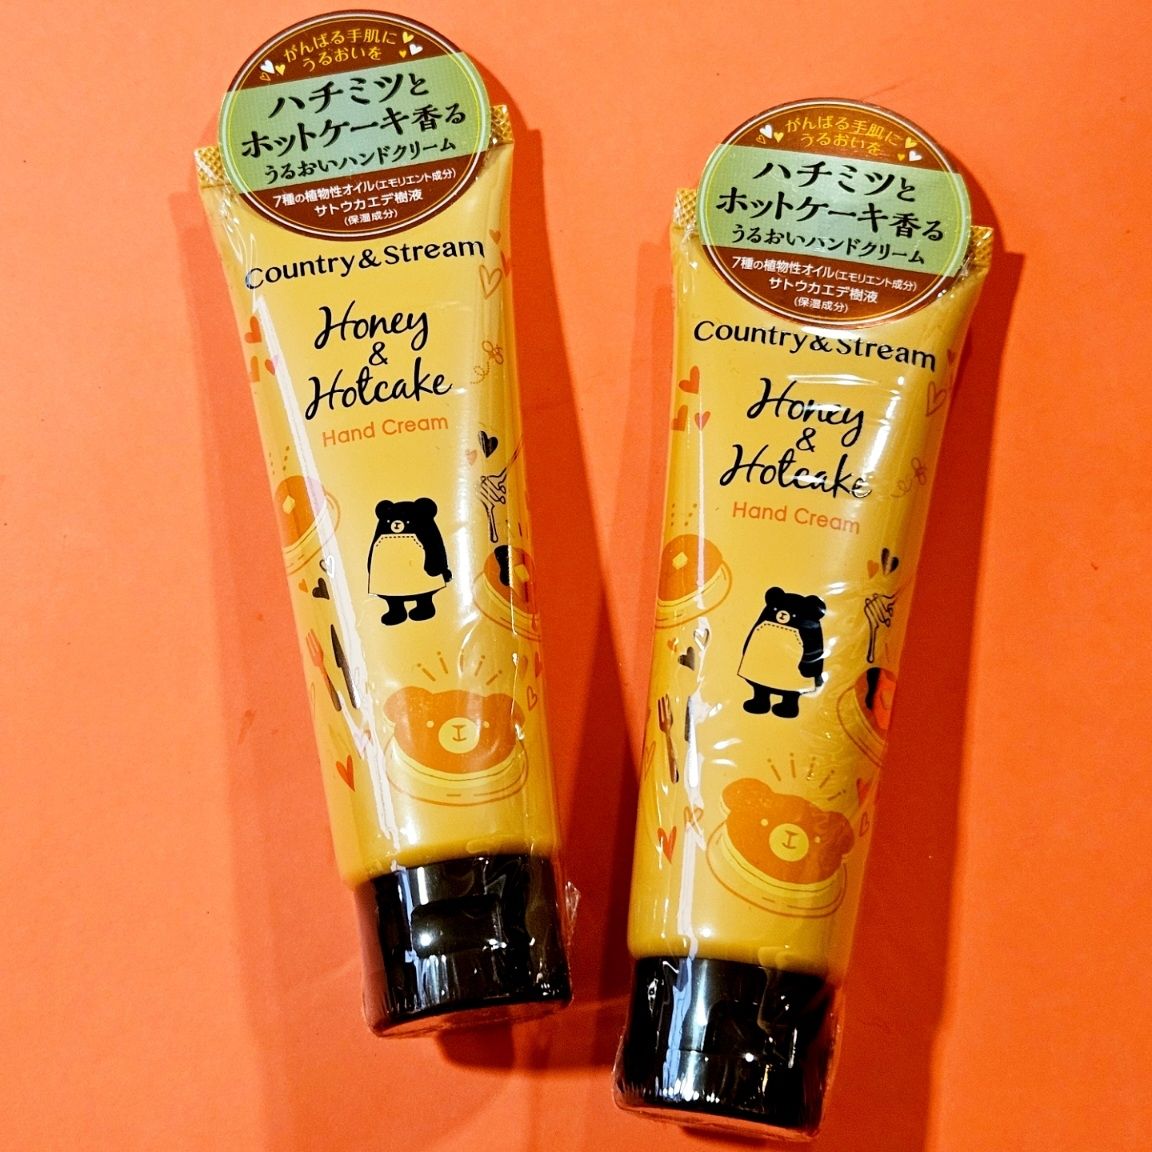 がんばる手肌に
うるおいを
ハチミツと
ホットケーキ香る
うるおいハンドクリーム
7種の植物性オイル(エモリエント成分)
サトウカエデ樹液
(保湿成分)
Country&Stream
Honey
&
Hotcake
Hand Cream
がんばる手肌に
うるおいを
ハチミツと
ホットケーキ香る
うるおいハンドクリーム
7種の植物性オイル(エモリエント成分)
サトウカエデ樹液
(保湿成分)
Country&Stream
Honey
&
Hotcake
Hand Cream